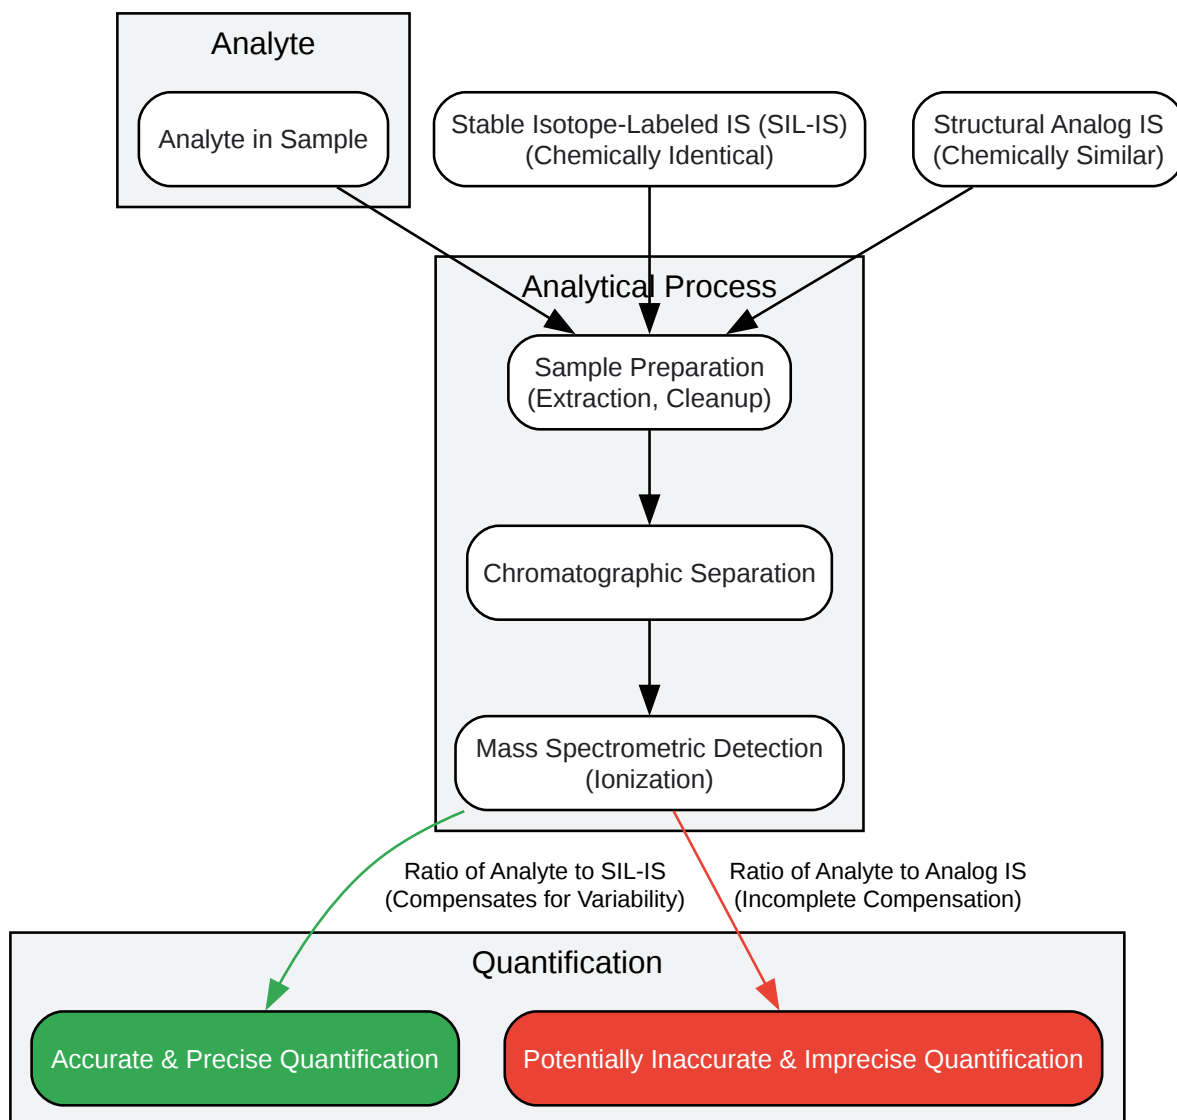 Analyte
Analyte in Sample
Stable Isotope-Labeled IS (SIL-IS)
(Chemically Identical)
Structural Analog IS
(Chemically Similar)
Analytical Process
Sample Preparation
(Extraction, Cleanup)
Chromatographic Separation
Mass Spectrometric Detection
(Ionization)
Ratio of Analyte to SIL-IS
(Compensates for Variability)
Ratio of Analyte to Analog IS
(Incomplete Compensation)
Quantification
Accurate & Precise Quantification
Potentially Inaccurate & Imprecise Quantification